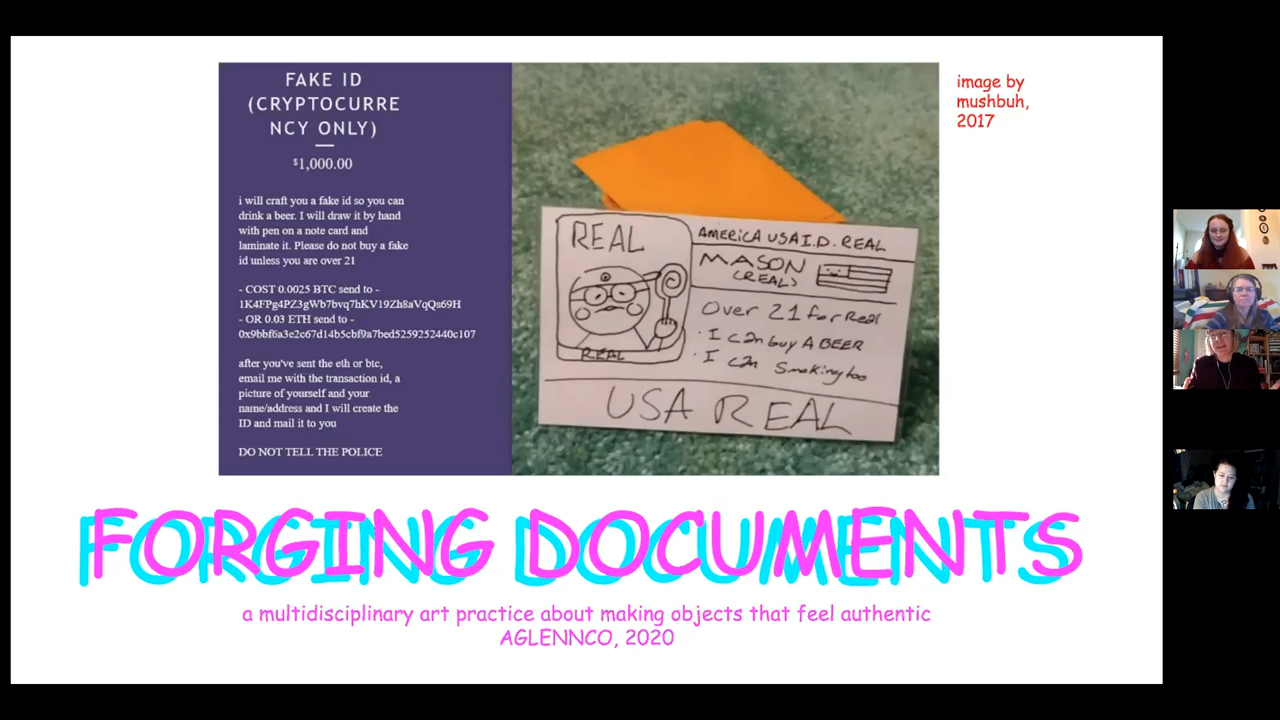 FAKE ID
(CRYPTOCURRE
NCY ONLY)
$1,000.00
i will craft you a fake id so you can
drink a beer. I will draw it by hand
with pen on a note card and
laminate it. Please do not buy a fake
id unless you are over 21
- COST 0.0025 BTC send to -
1K4FPg4PZ3gWb7bvq7hKV19Zh8aVqQs69H
- OR 0.03 ETH send to -
0x9bbf6a3e2c67d14b5cbf9a7bed5259252440c107
after you've sent the eth or btc,
email me with the transaction id, a
picture of yourself and your
name/address and I will create the
ID and mail it to you
DO NOT TELL THE POLICE
REAL
REAL
AMERICA USA I.D. REAL
MASON
(REAL)
Over 21 for Real
· I can buy A BEER
· I can Smoking too
USA REAL
image by
mushbuh,
2017
FORGING DOCUMENTS
a multidisciplinary art practice about making objects that feel authentic
AGLENNCO, 2020